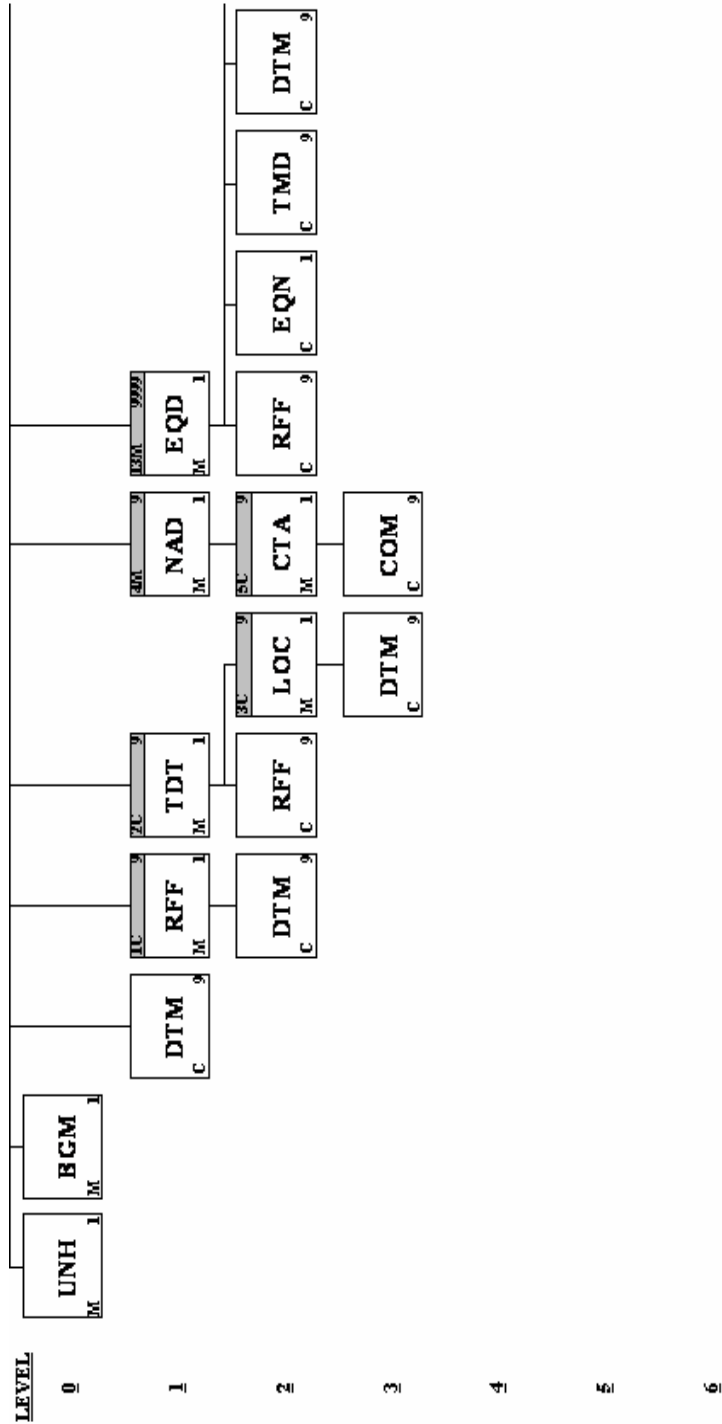 LEVEL
0
UNH BGM
M 1 M 1
1C 9 2C 9 4M 9 13M 9999
1
DTM RFF TDT NAD EQD
C 9 M 1 M 1 M 1 M 1
3C 9 5C 9
2
DTM RFF LOC CTA RFF EQN TMD DTM
C 9 C 9 M 1 M 1 C 9 C 1 C 9 C 9
3
DTM COM
C 9 C 9
4
5
6